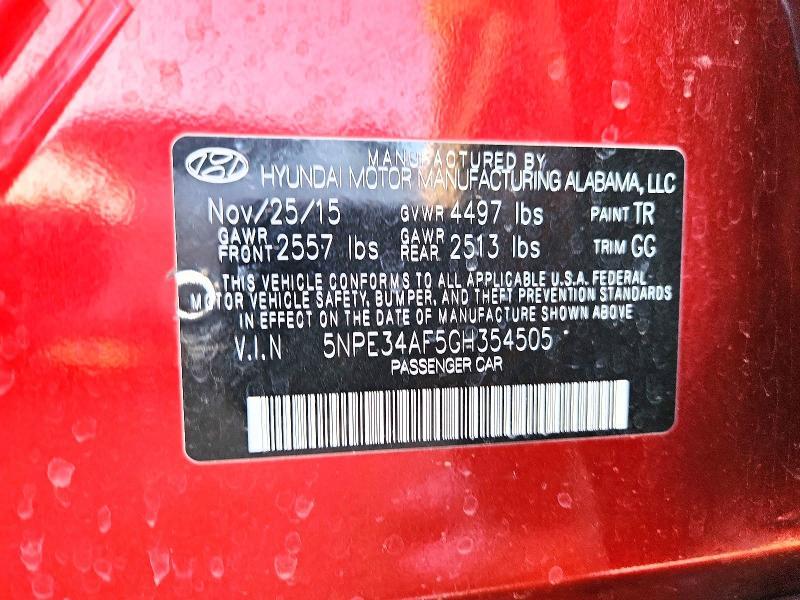 MANUFACTURED BY
HYUNDAI MOTOR MANUFACTURING ALABAMA, LLC
Nov/25/15 GVWR 4497 lbs PAINT TR
GAWR FRONT 2557 lbs GAWR REAR 2513 lbs TRIM GG
THIS VEHICLE CONFORMS TO ALL APPLICABLE U.S.A. FEDERAL
MOTOR VEHICLE SAFETY, BUMPER, AND THEFT PREVENTION STANDARDS
IN EFFECT ON THE DATE OF MANUFACTURE SHOWN ABOVE
V.I.N 5NPE34AF5GH354505
PASSENGER CAR